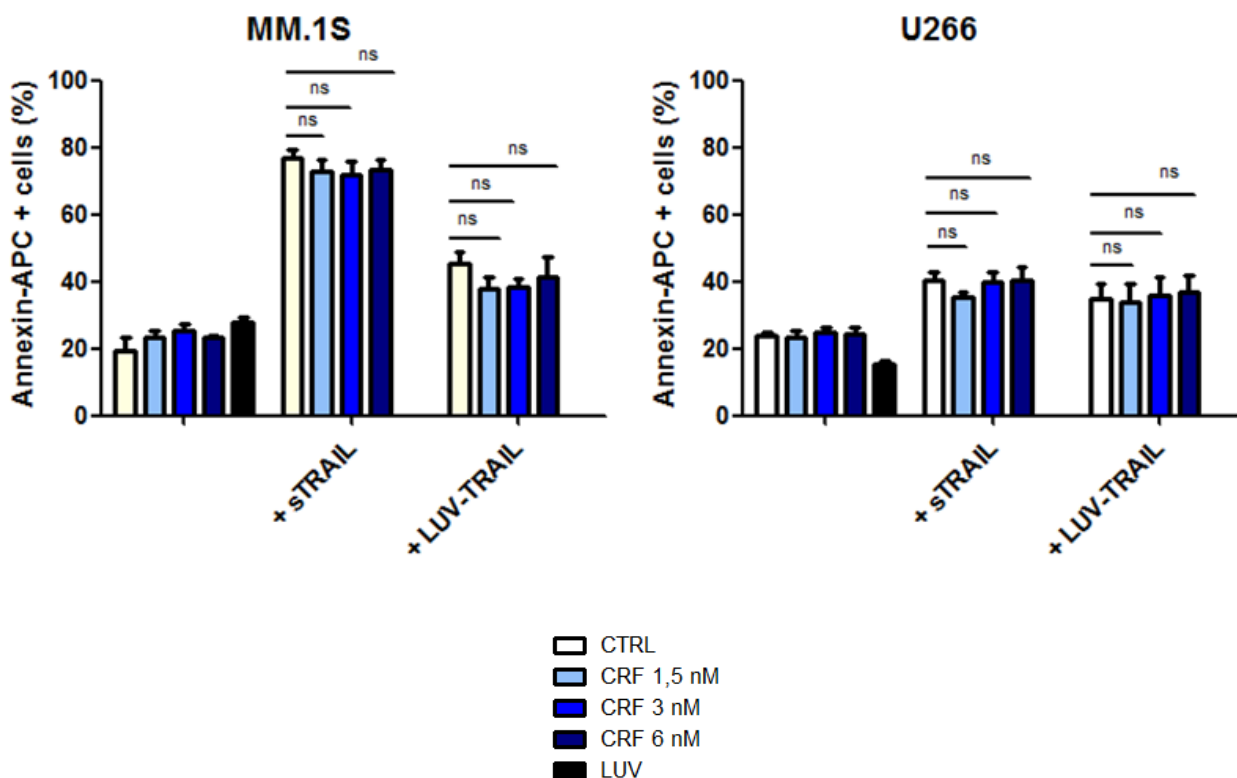 MM.1S
Annexin-APC + cells (%)
100
80
60
40
20
0
ns
ns
ns
ns
ns
ns
+ sTRAIL
+ LUV-TRAIL
U266
Annexin-APC + cells (%)
100
80
60
40
20
0
ns
ns
ns
ns
ns
ns
+ sTRAIL
+ LUV-TRAIL
CTRL
CRF 1,5 nM
CRF 3 nM
CRF 6 nM
LUV